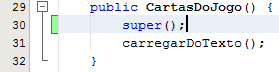 29 public CartasDoJogo() {
30 super();
31 carregarDoTexto();
32 }